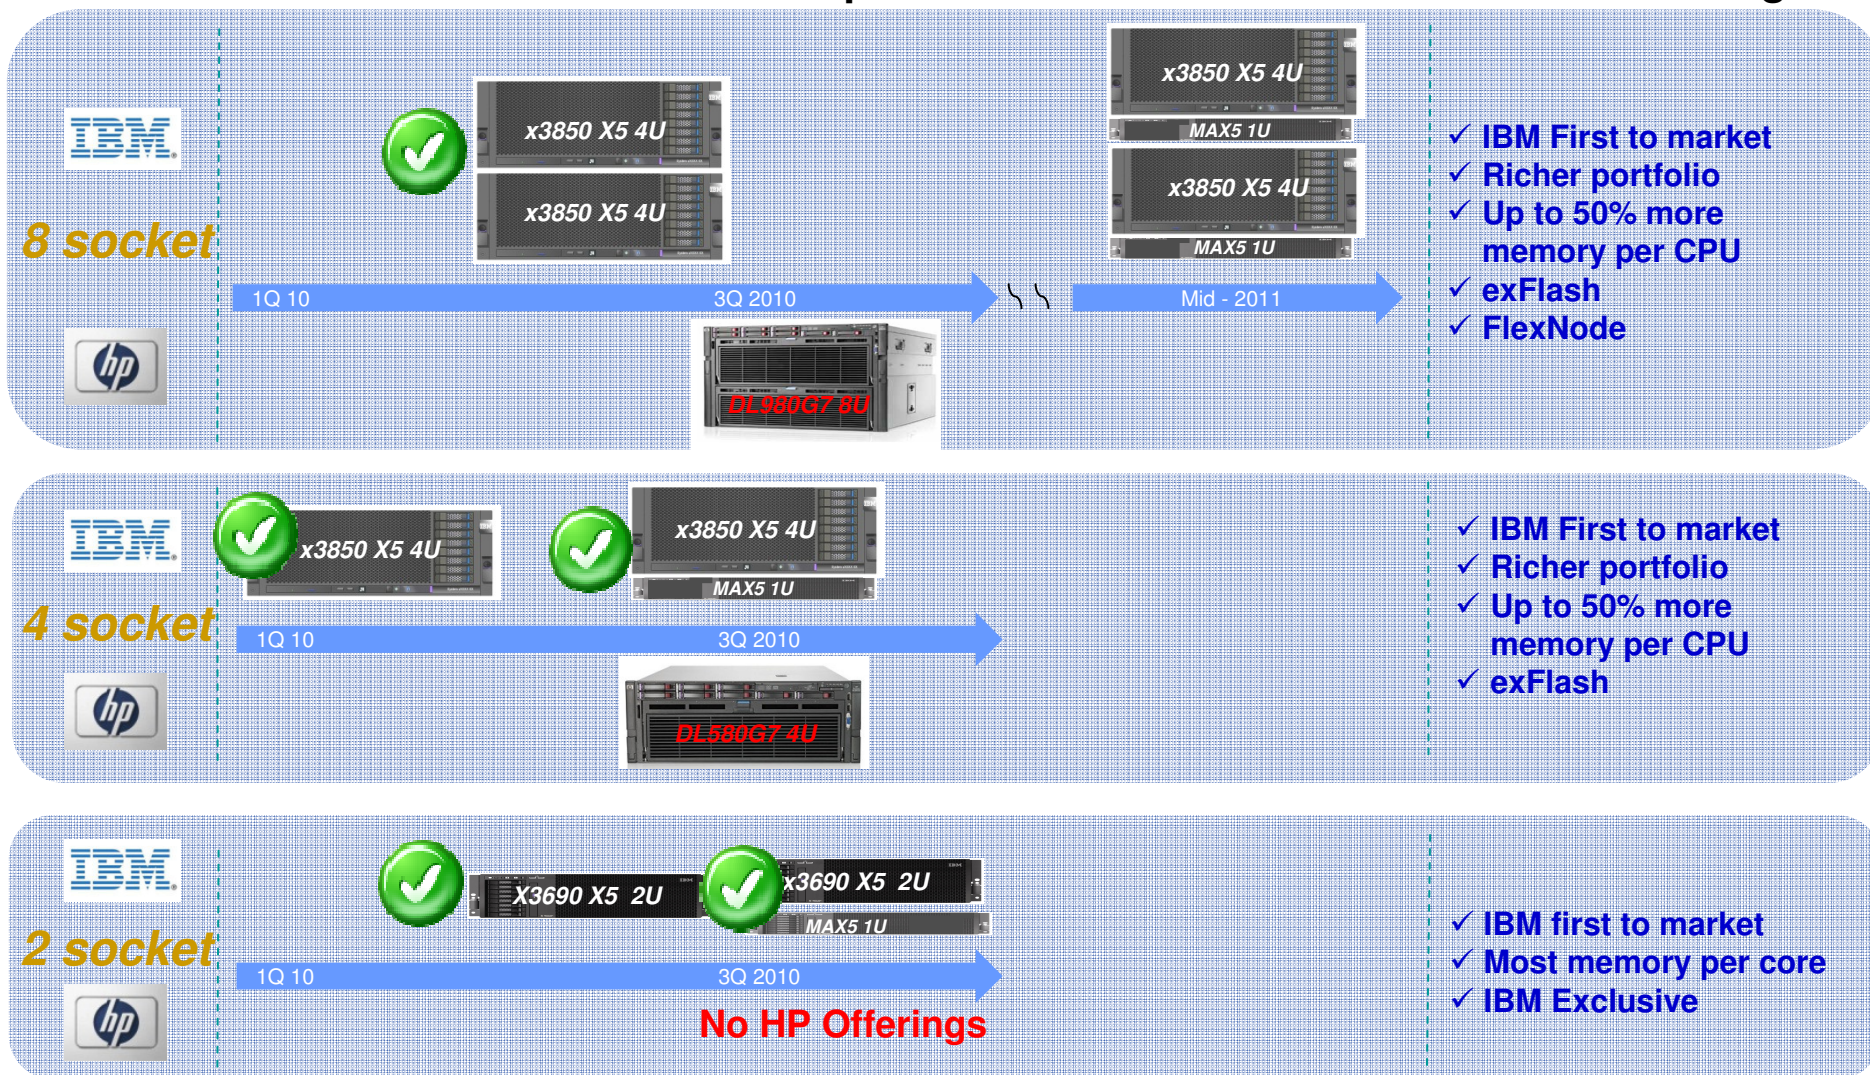 IBM
x3850 X5 4U
x3850 X5 4U
x3850 X5 4U
MAX5 1U
x3850 X5 4U
MAX5 1U
8 socket
1Q 10
3Q 2010
Mid - 2011
hp
DL980G7 8U
✓ IBM First to market
✓ Richer portfolio
✓ Up to 50% more
memory per CPU
✓ exFlash
✓ FlexNode
IBM
x3850 X5 4U
x3850 X5 4U
MAX5 1U
4 socket
1Q 10
3Q 2010
hp
DL580G7 4U
✓ IBM First to market
✓ Richer portfolio
✓ Up to 50% more
memory per CPU
✓ exFlash
IBM
X3690 X5 2U
x3690 X5 2U
MAX5 1U
2 socket
1Q 10
3Q 2010
hp
No HP Offerings
✓ IBM first to market
✓ Most memory per core
✓ IBM Exclusive